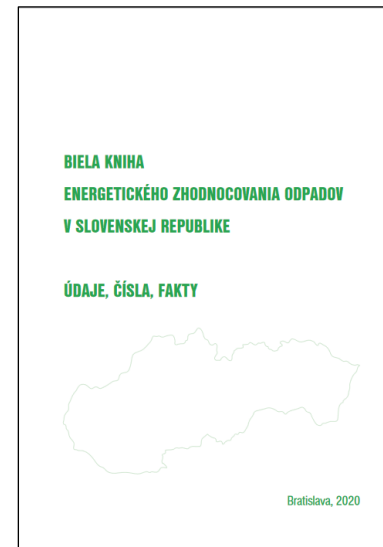 BIELA KNIHA
ENERGETICKÉHO ZHODNOCOVANIA ODPADOV
V SLOVENSKEJ REPUBLIKE
ÚDAJE, ČÍSLA, FAKTY
Bratislava, 2020